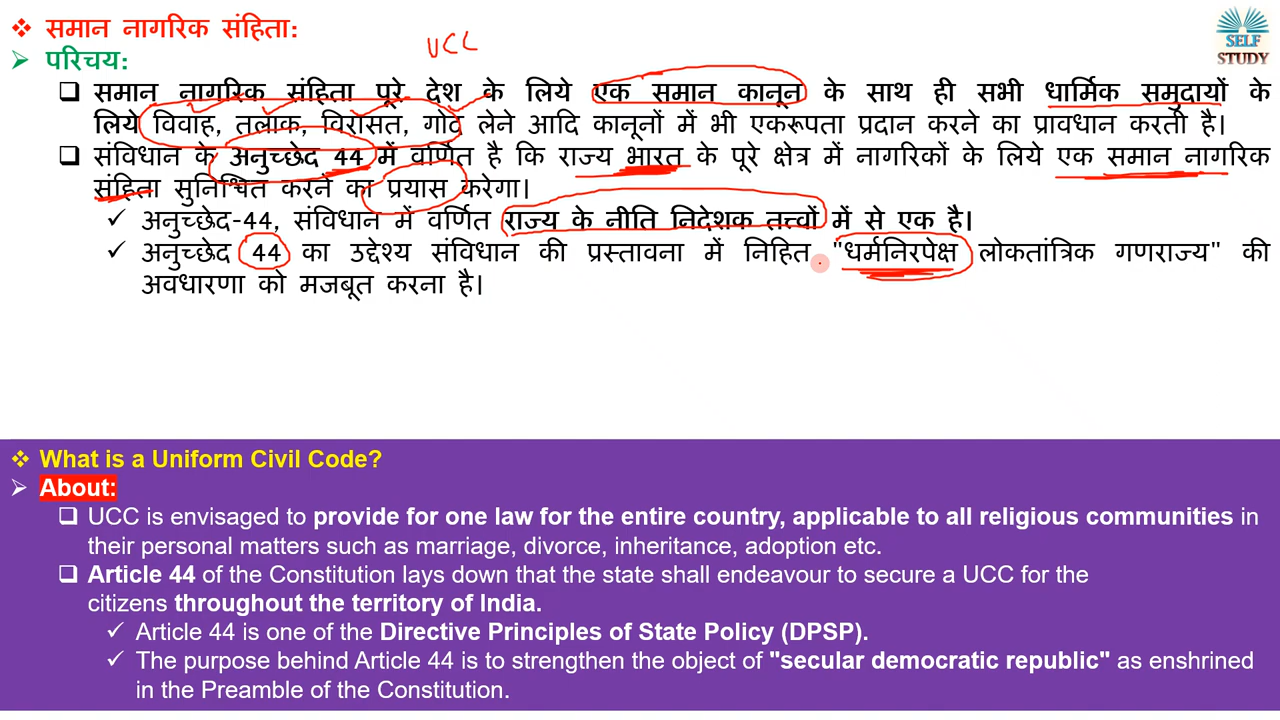 ❖ समान नागरिक संहिता:
SELF
STUDY
UCC
➢ परिचय:
❑ समान नागरिक संहिता पूरे देश के लिये एक समान कानून के साथ ही सभी धार्मिक समुदायों के
लिये विवाह, तलाक, विरासत, गोद लेने आदि कानूनों में भी एकरूपता प्रदान करने का प्रावधान करती है।
❑ संविधान के अनुच्छेद 44 में वर्णित है कि राज्य भारत के पूरे क्षेत्र में नागरिकों के लिये एक समान नागरिक
संहिता सुनिश्चित करने का प्रयास करेगा।
✓ अनुच्छेद-44, संविधान में वर्णित राज्य के नीति निदेशक तत्त्वों में से एक है।
✓ अनुच्छेद 44 का उद्देश्य संविधान की प्रस्तावना में निहित "धर्मनिरपेक्ष लोकतांत्रिक गणराज्य" की
अवधारणा को मजबूत करना है।
❖ What is a Uniform Civil Code?
➢ About:
❑ UCC is envisaged to provide for one law for the entire country, applicable to all religious communities in
their personal matters such as marriage, divorce, inheritance, adoption etc.
❑ Article 44 of the Constitution lays down that the state shall endeavour to secure a UCC for the
citizens throughout the territory of India.
✓ Article 44 is one of the Directive Principles of State Policy (DPSP).
✓ The purpose behind Article 44 is to strengthen the object of "secular democratic republic" as enshrined
in the Preamble of the Constitution.